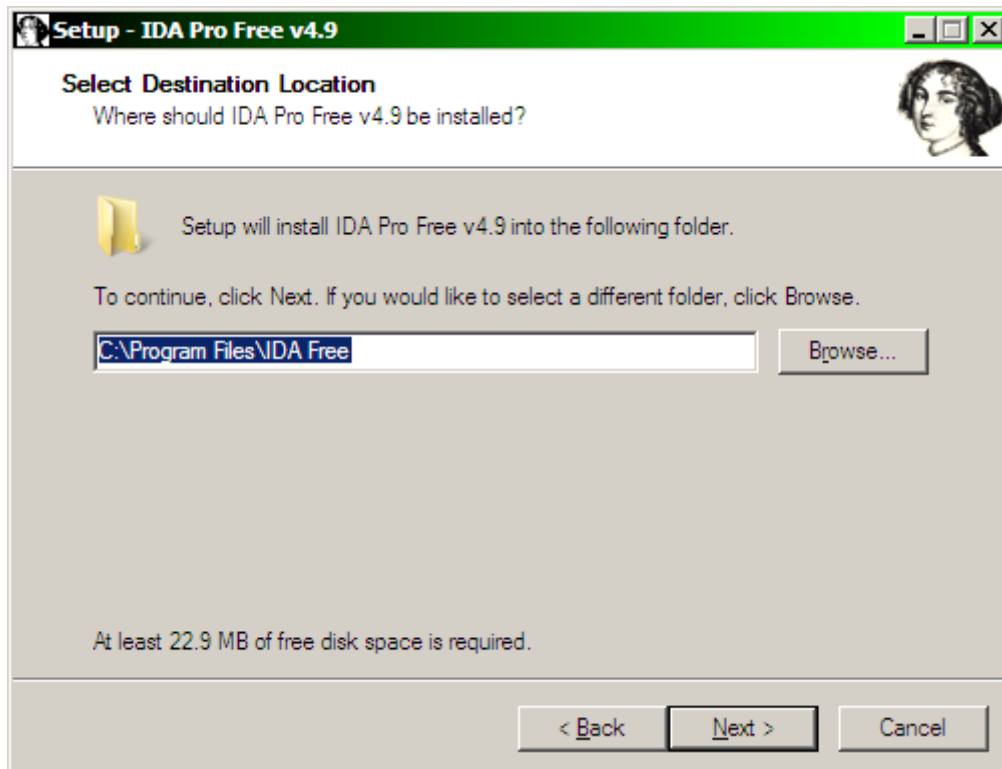 Setup - IDA Pro Free v4.9
Select Destination Location
Where should IDA Pro Free v4.9 be installed?
Setup will install IDA Pro Free v4.9 into the following folder.
To continue, click Next. If you would like to select a different folder, click Browse.
C:\Program Files\IDA Free
Browse...
At least 22.9 MB of free disk space is required.
< Back
Next >
Cancel